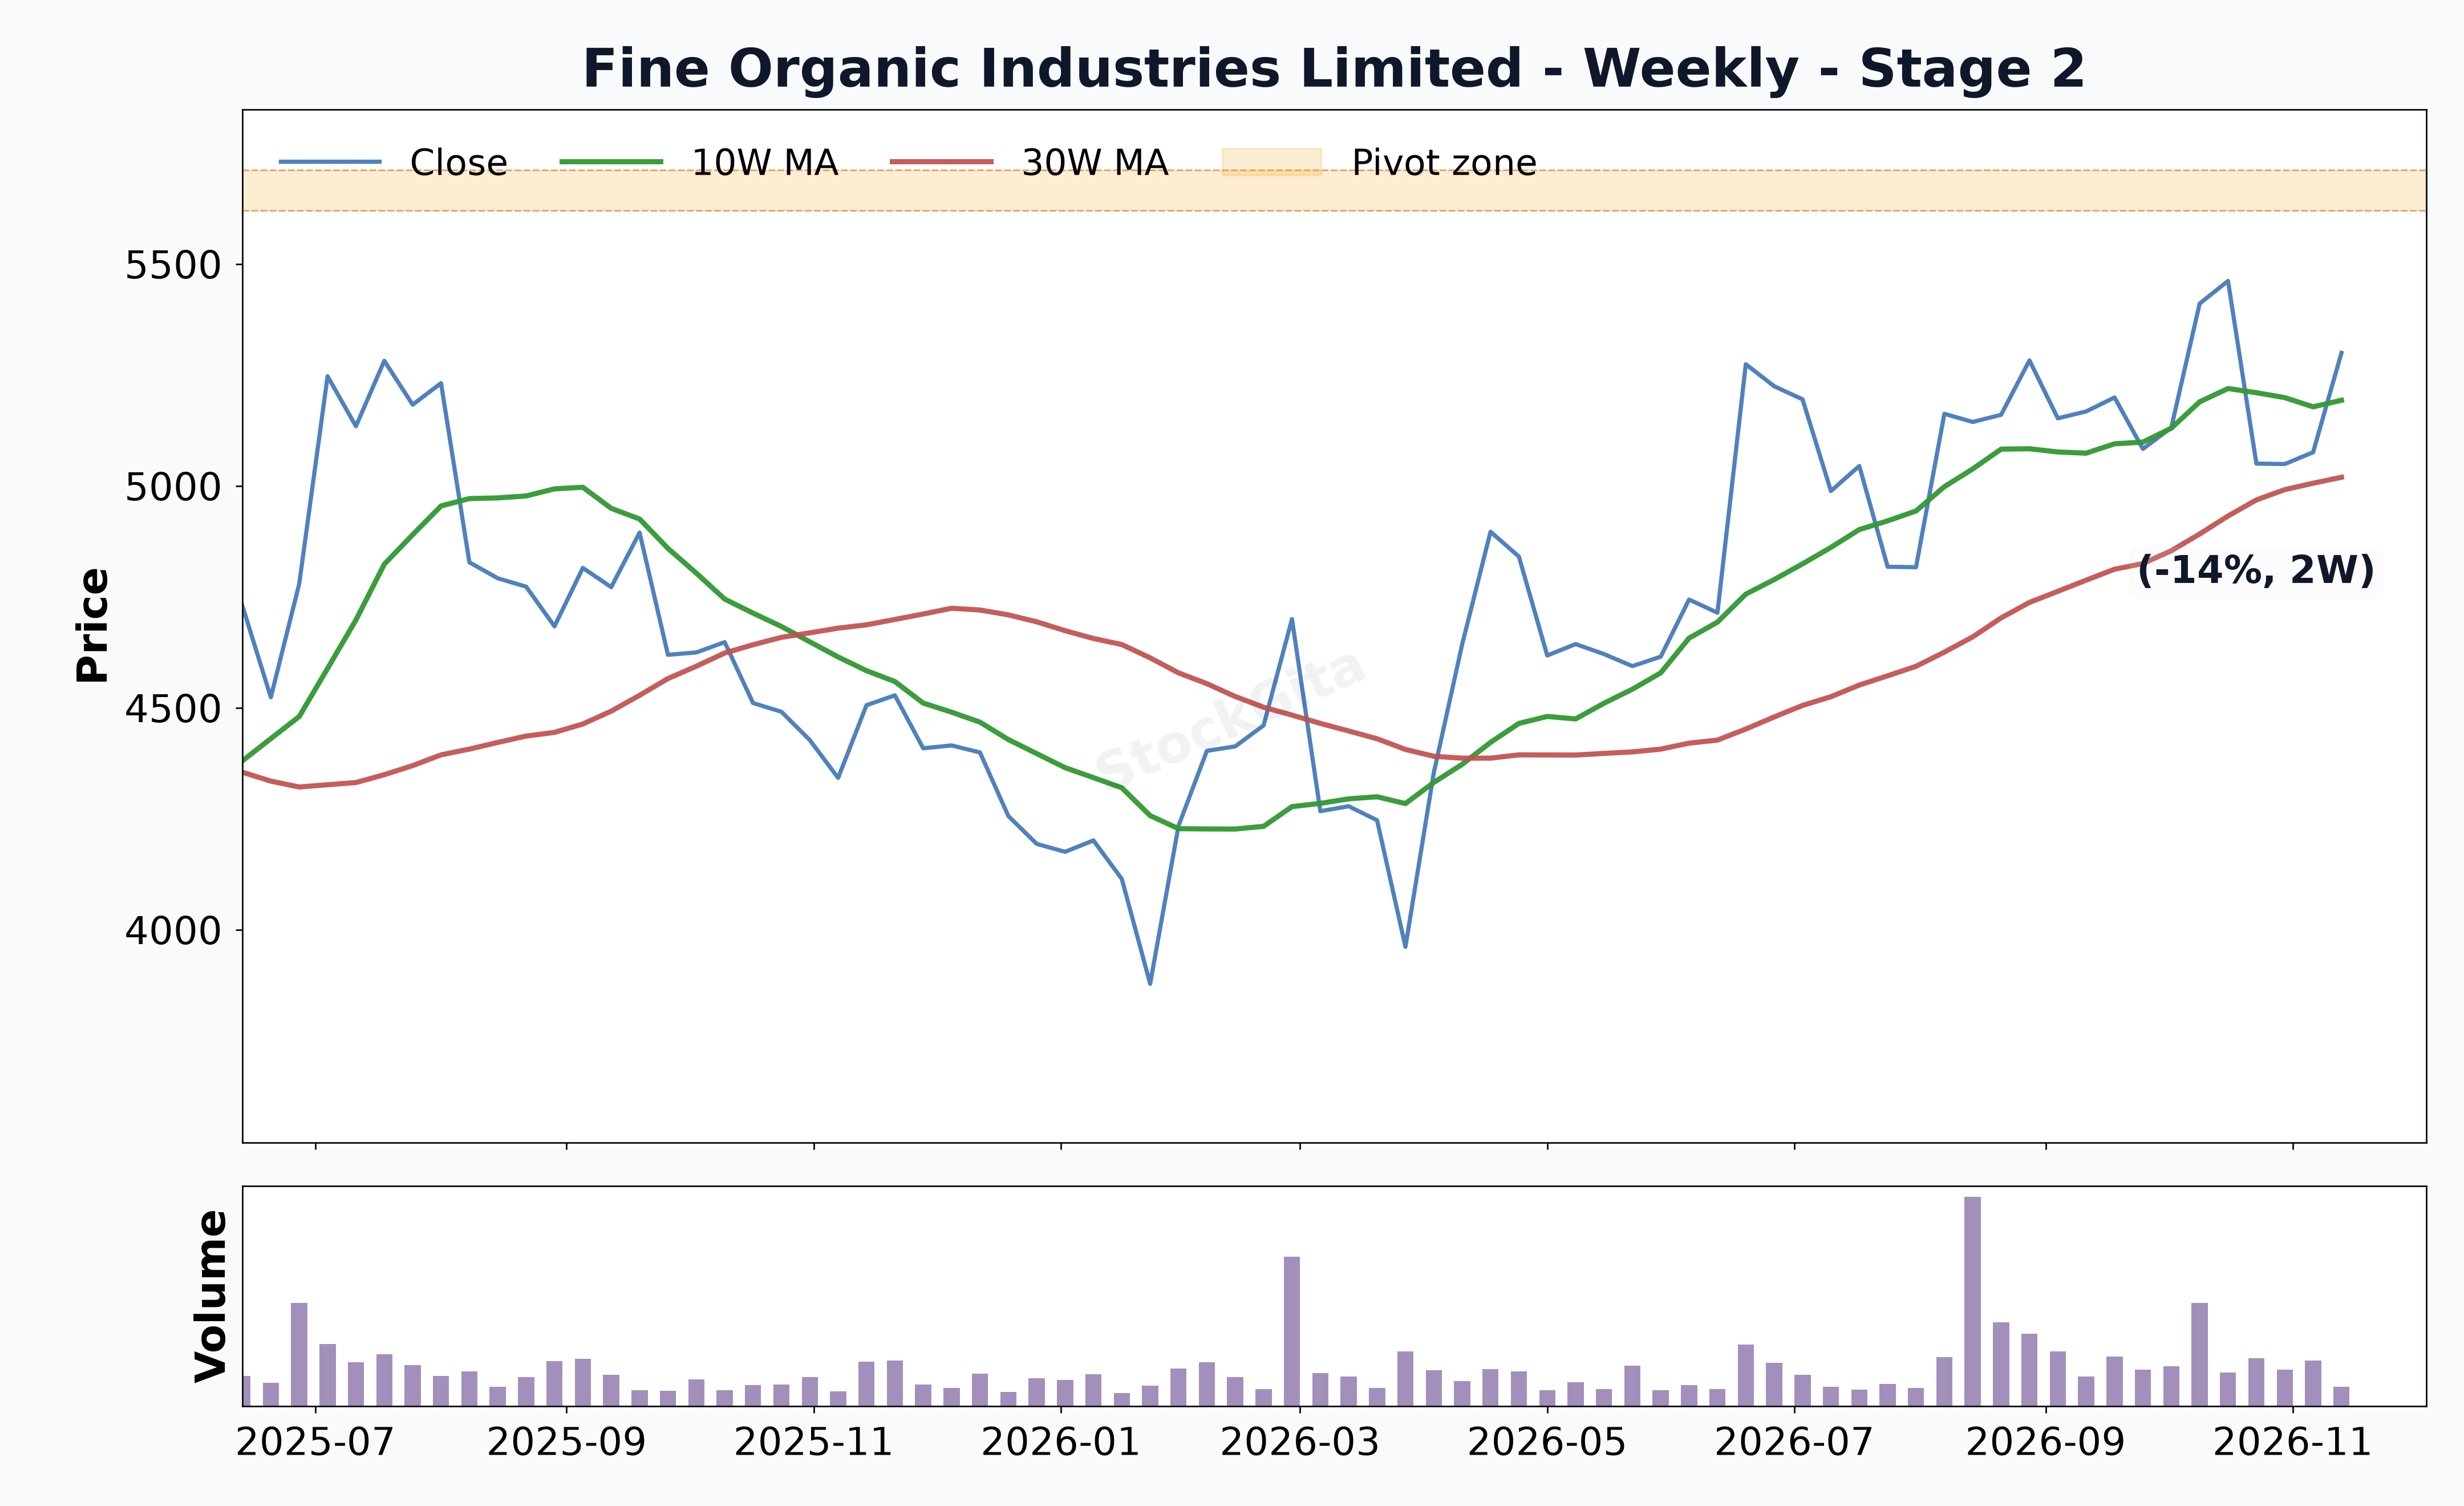 Fine Organic Industries Limited - Weekly - Stage 2
Close 10W MA 30W MA Pivot zone
5500
5000
4500
4000
Price
(-14%, 2W)
StockGita
Volume
2025-07 2025-09 2025-11 2026-01 2026-03 2026-05 2026-07 2026-09 2026-11